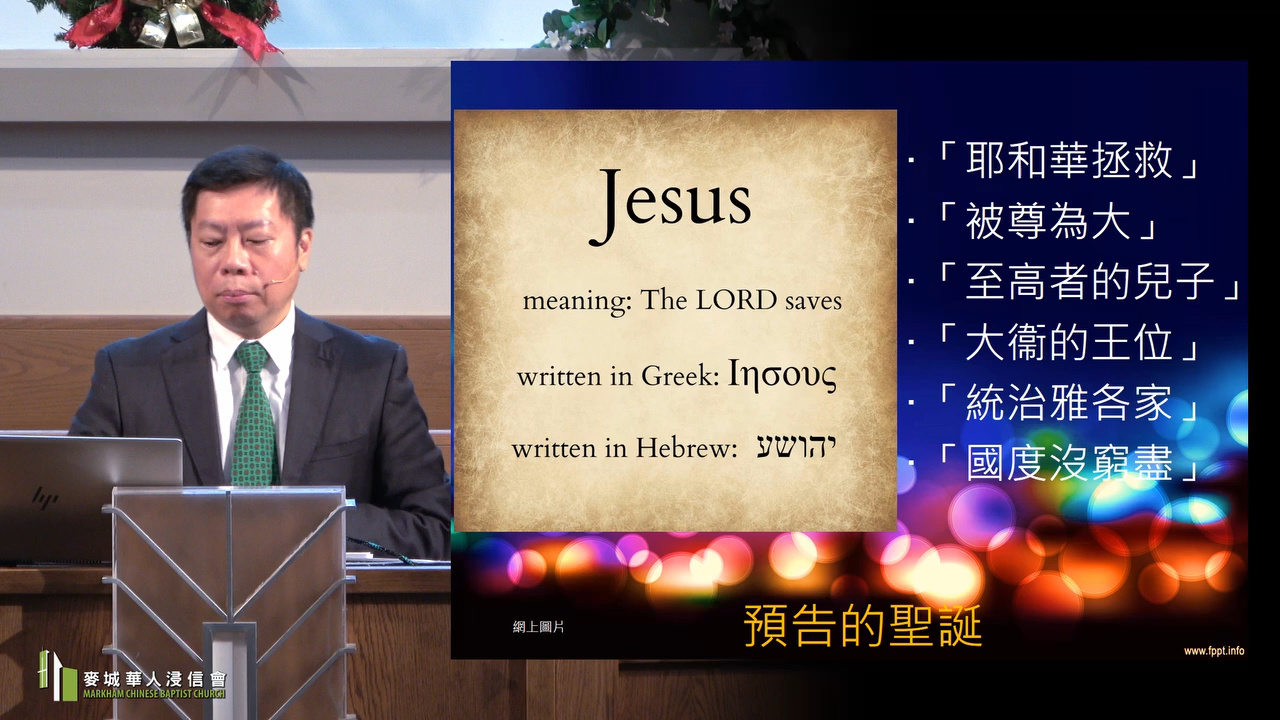 Jesus
meaning: The LORD saves
written in Greek: Ιησους
written in Hebrew: יהושע
·「耶和華拯救」
·「被尊為大」
·「至高者的兒子」
·「大衞的王位」
·「統治雅各家」
·「國度沒窮盡」
網上圖片
預告的聖誕
www.fppt.info
hp
麥城華人浸信會
MARKHAM CHINESE BAPTIST CHURCH